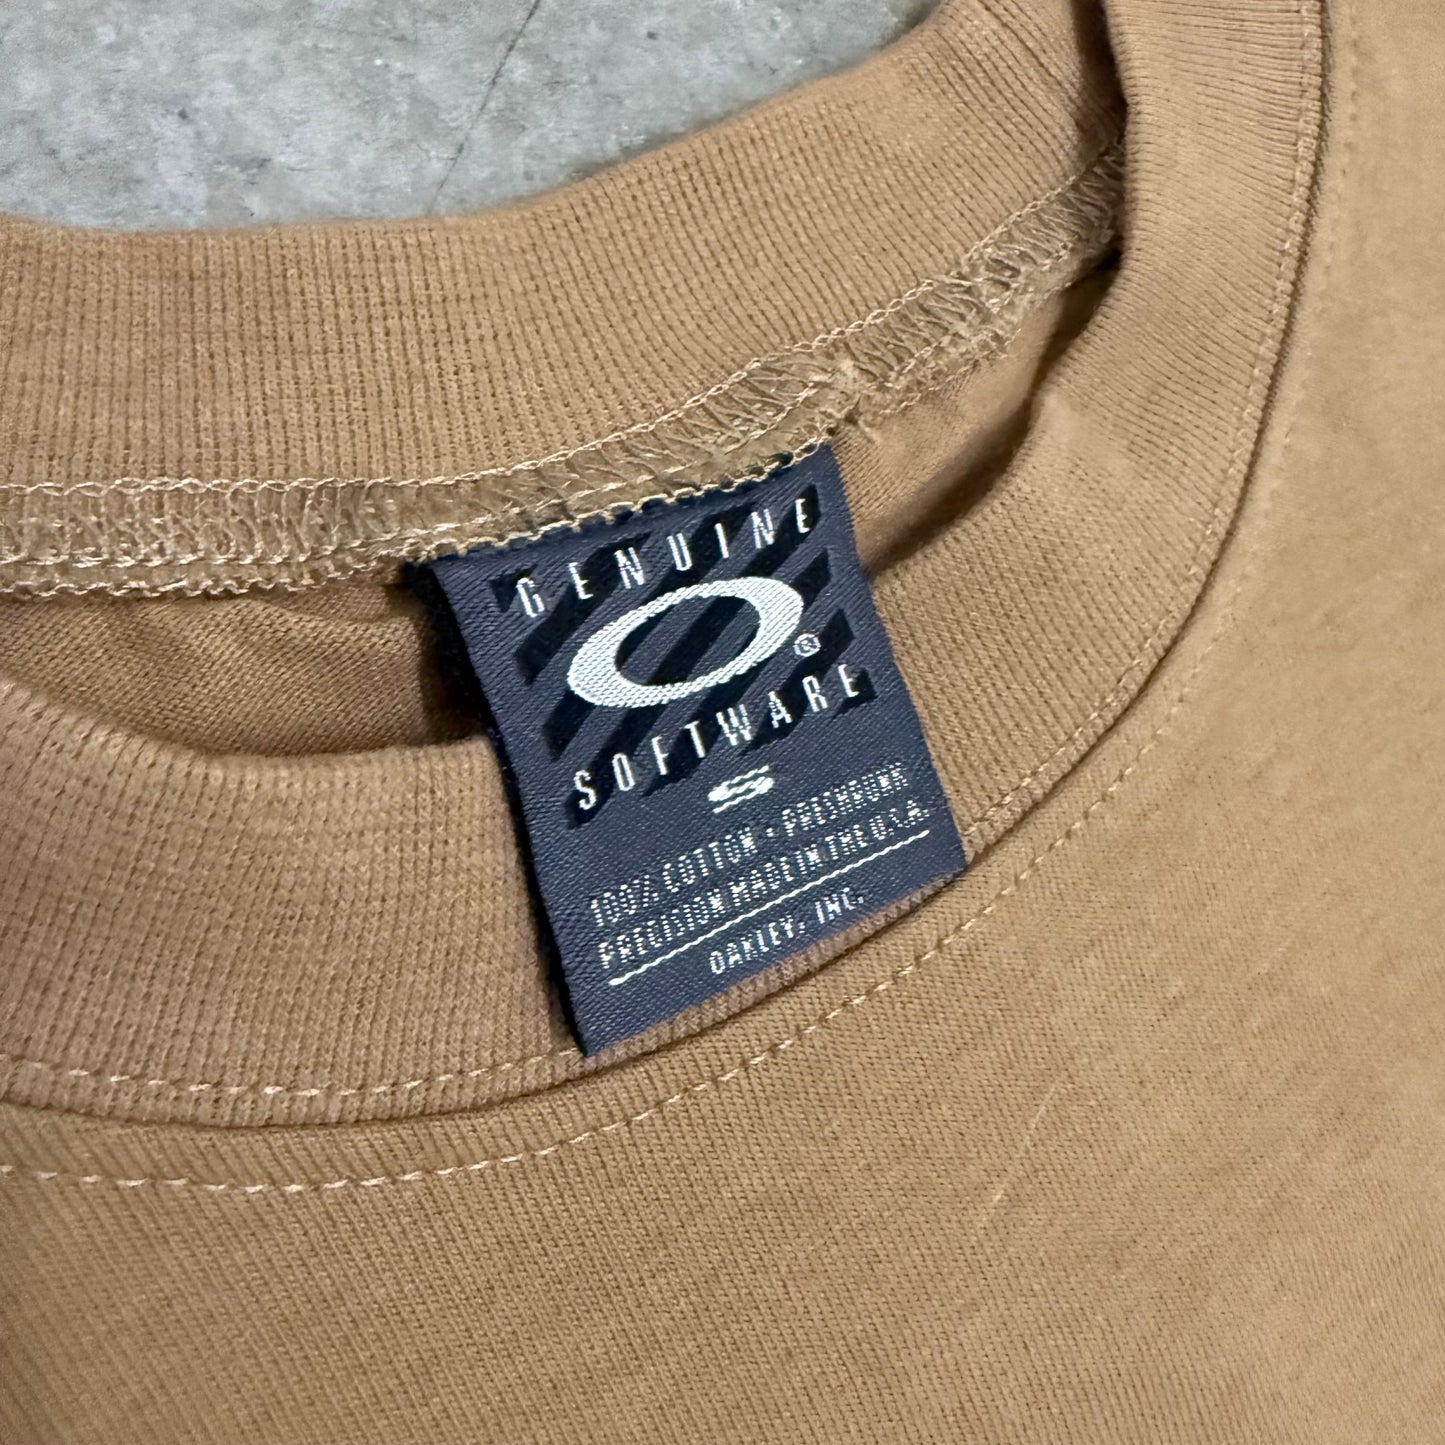 GENUINE
®
SOFTWARE
S
100% COTTON • PRESHRUNK
PRECISION MADE IN THE U.S.A.
OAKLEY, INC.